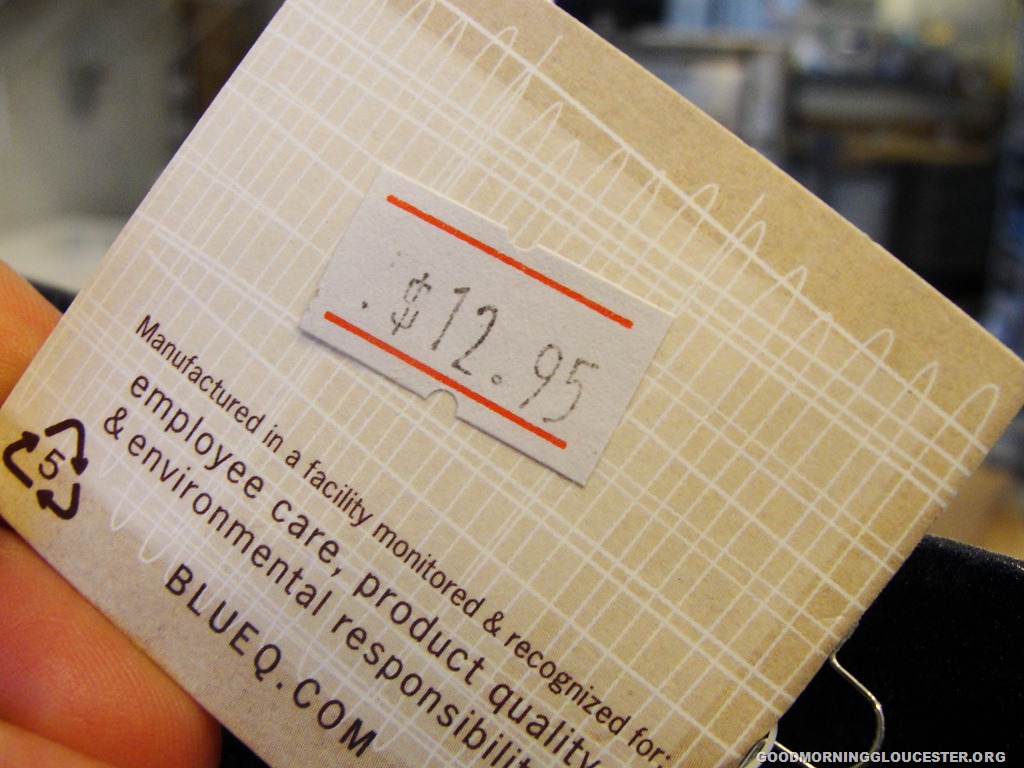 $12.95
Manufactured in a facility monitored & recognized for:
employee care, product quality
& environmental responsibilit
5
BLUEQ.COM
GOODMORNINGGLOUCESTER.ORG